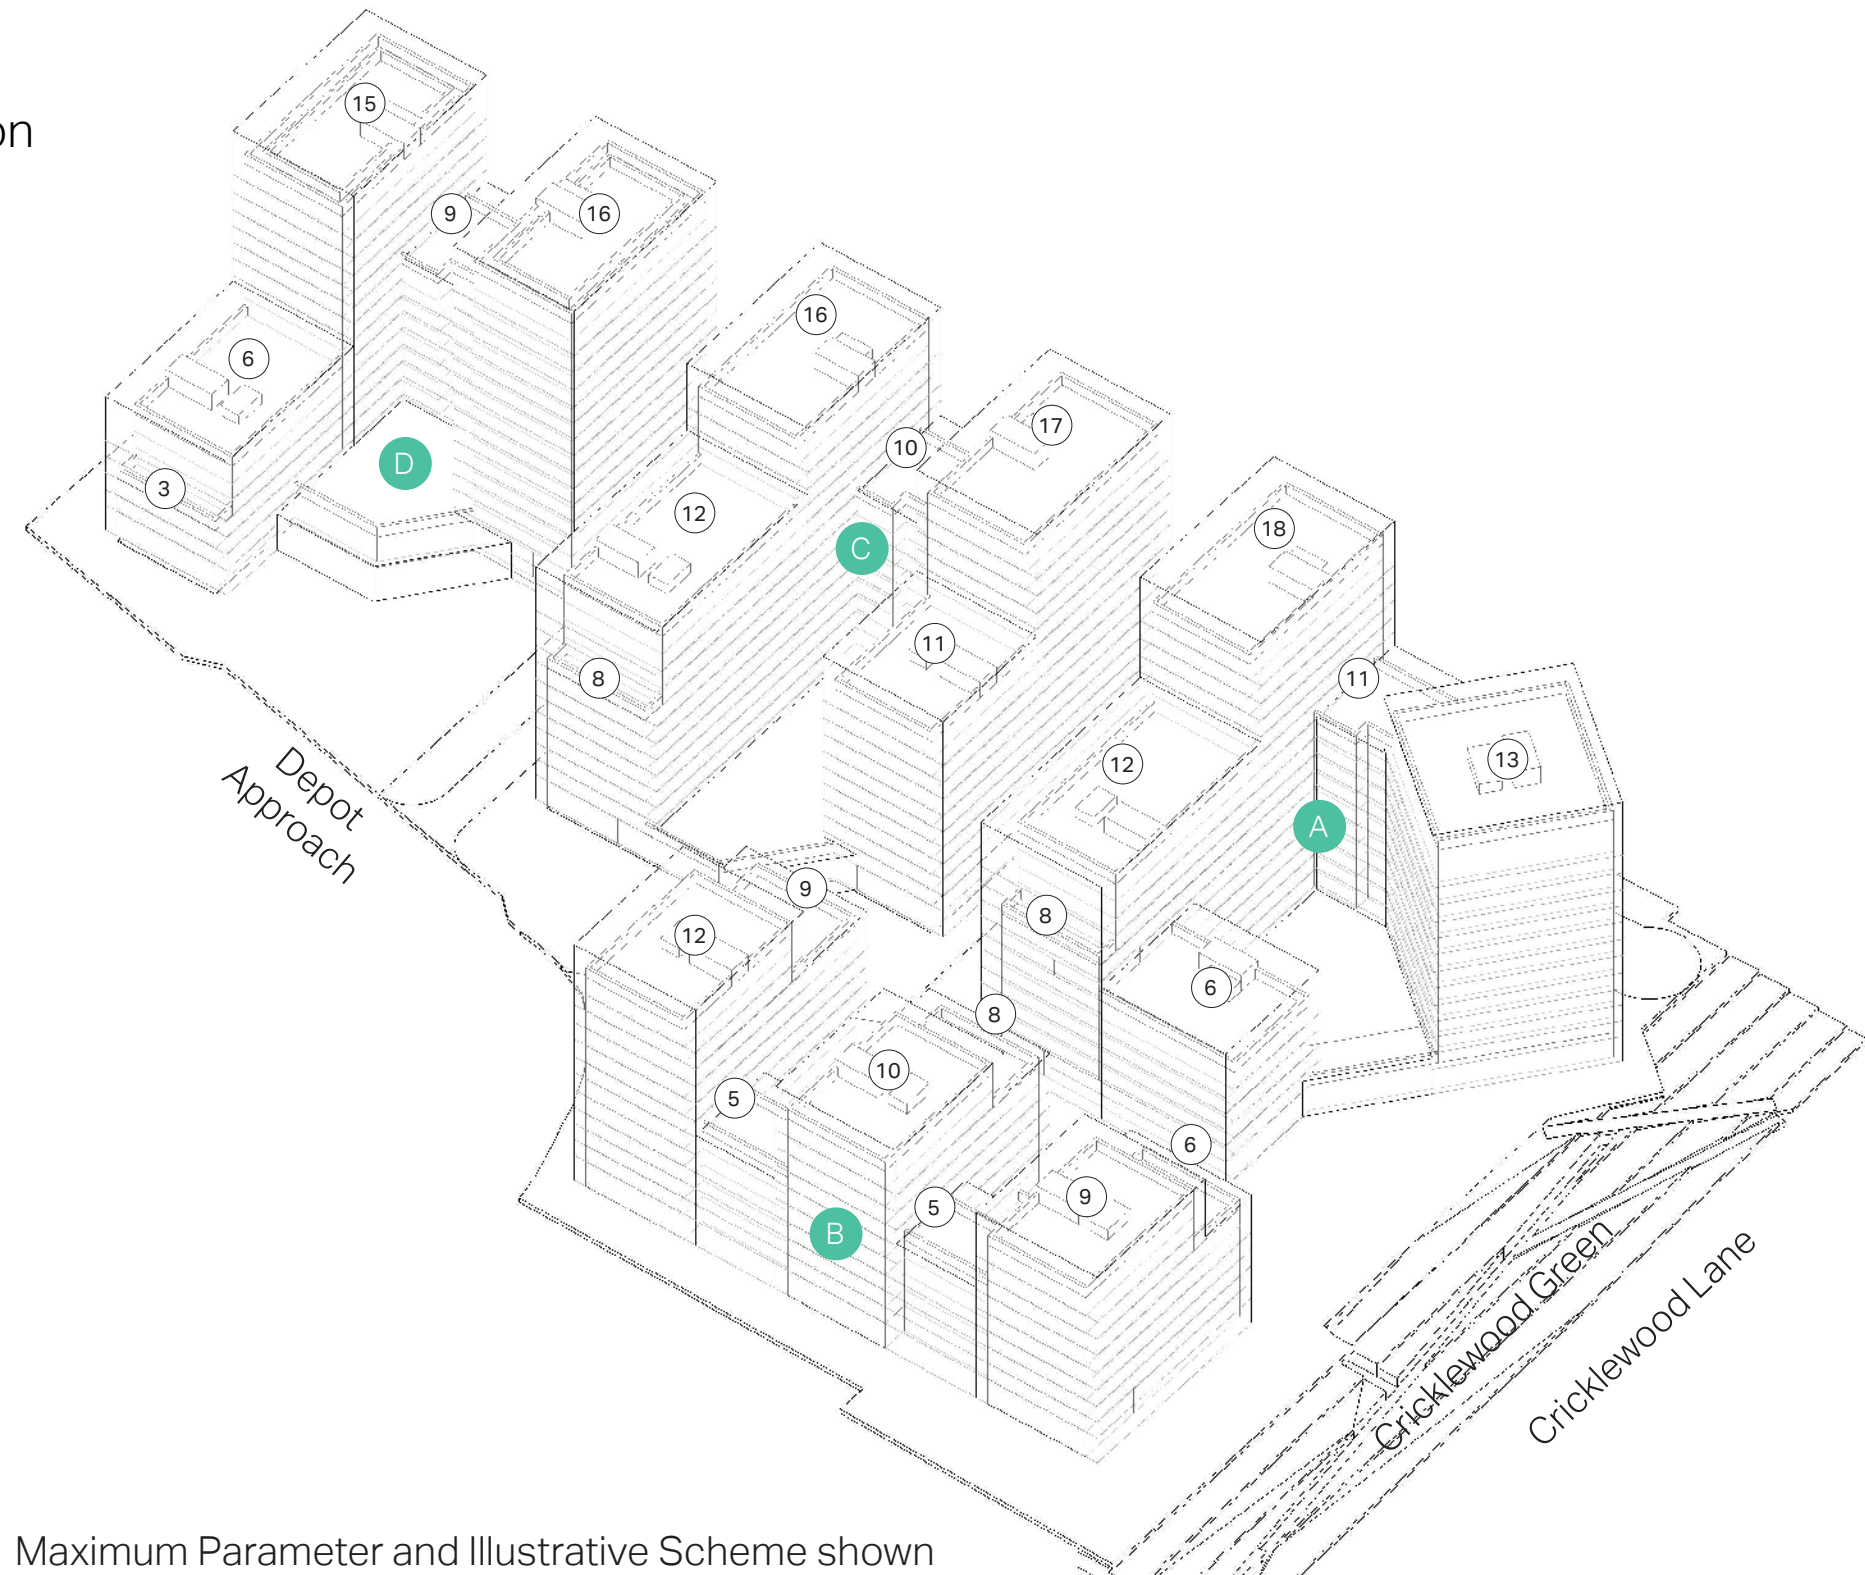 on
15
9
16
6
16
D
10
17
3
12
C
18
11
8
11
12
13
Depot
Approach
A
9
8
12
6
8
10
5
6
9
5
B
Cricklewood Green
Cricklewood Lane
Maximum Parameter and Illustrative Scheme shown